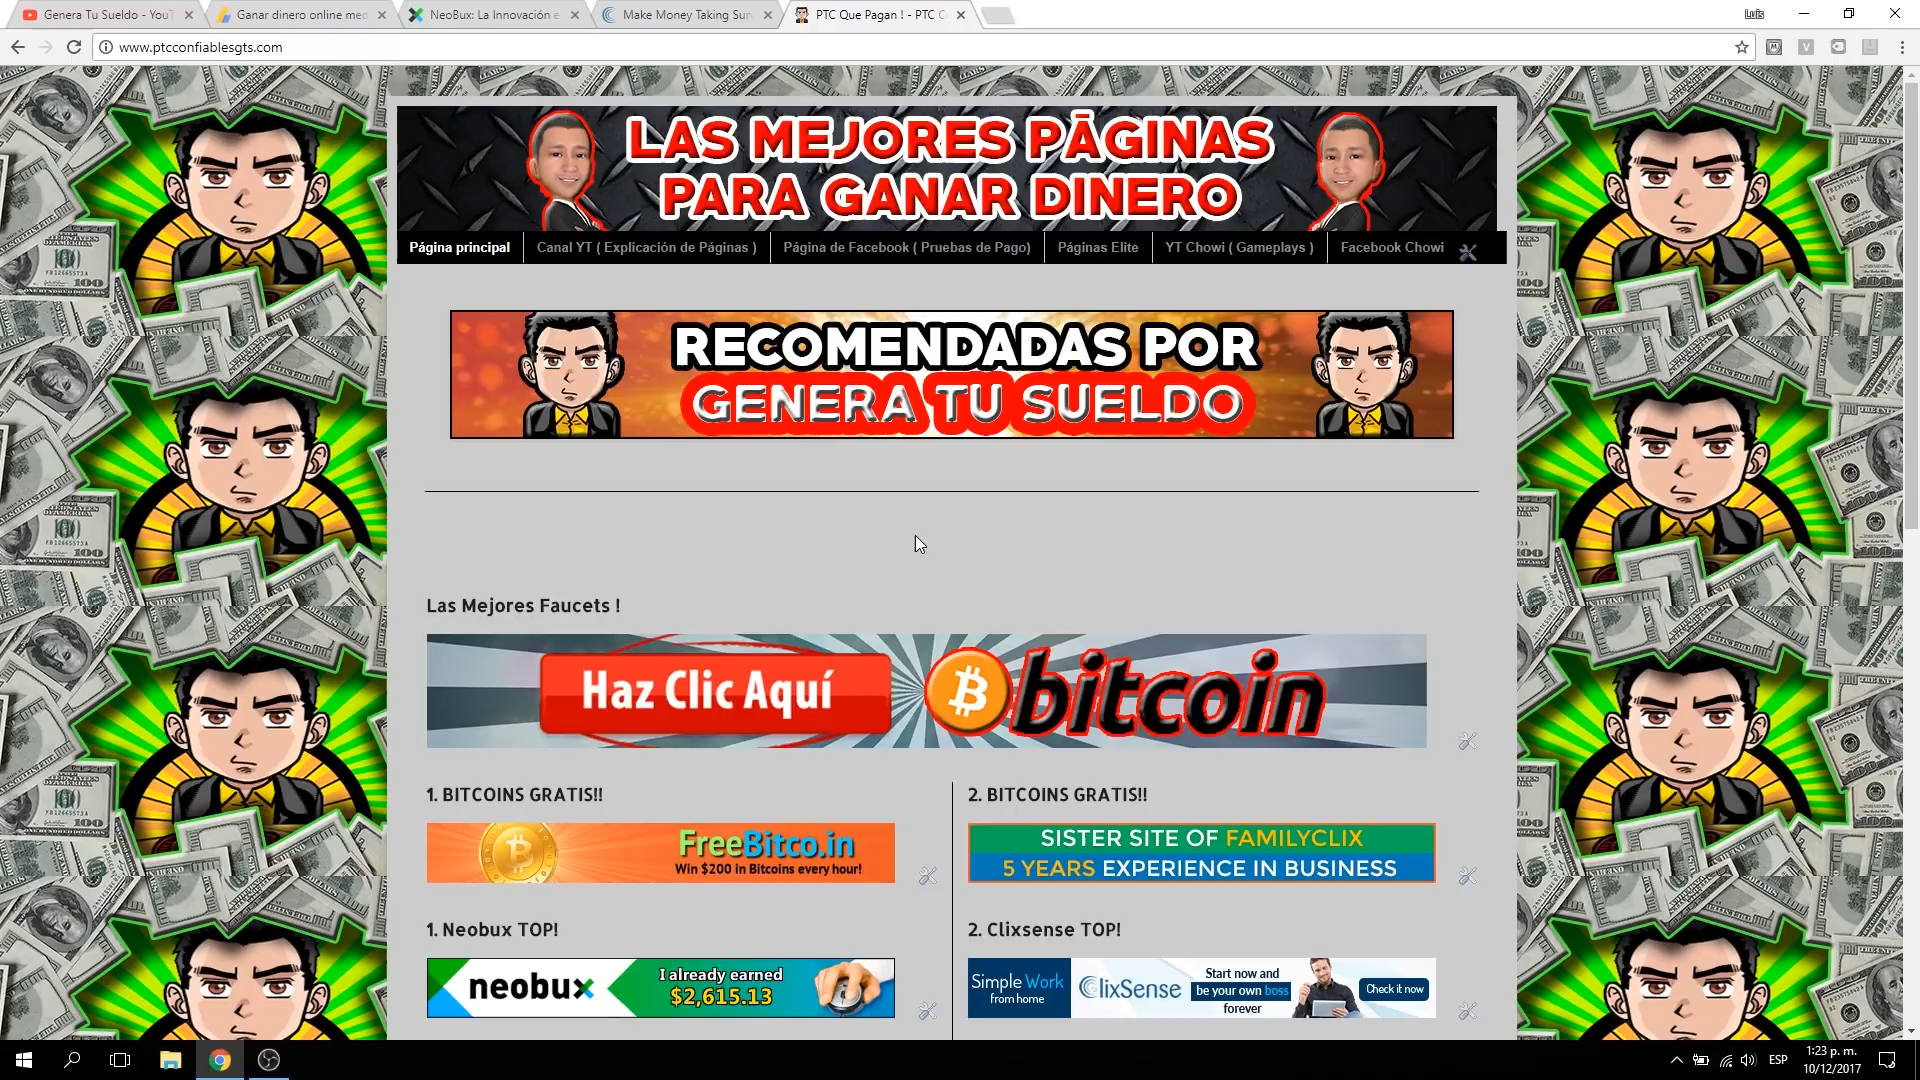 Genera Tu Sueldo - YouT
Ganar dinero online med
NeoBux: La Innovación e
Make Money Taking Surv
PTC Que Pagan ! - PTC C
Luis
www.ptcconfiablesgts.com
LAS MEJORES PÁGINAS
PARA GANAR DINERO
Página principal
Canal YT ( Explicación de Páginas )
Página de Facebook ( Pruebas de Pago)
Páginas Elite
YT Chowi ( Gameplays )
Facebook Chowi
RECOMENDADAS POR
GENERA TU SUELDO
Las Mejores Faucets !
Haz Clic Aquí
bitcoin
1. BITCOINS GRATIS!!
2. BITCOINS GRATIS!!
FreeBitco.in
Win $200 in Bitcoins every hour!
SISTER SITE OF FAMILYCLIX
5 YEARS EXPERIENCE IN BUSINESS
1. Neobux TOP!
2. Clixsense TOP!
neobux
I already earned
$2,615.13
Simple Work
from home
ClixSense
Start now and
be your own boss
forever
Check it now
ESP
1:23 p. m.
10/12/2017